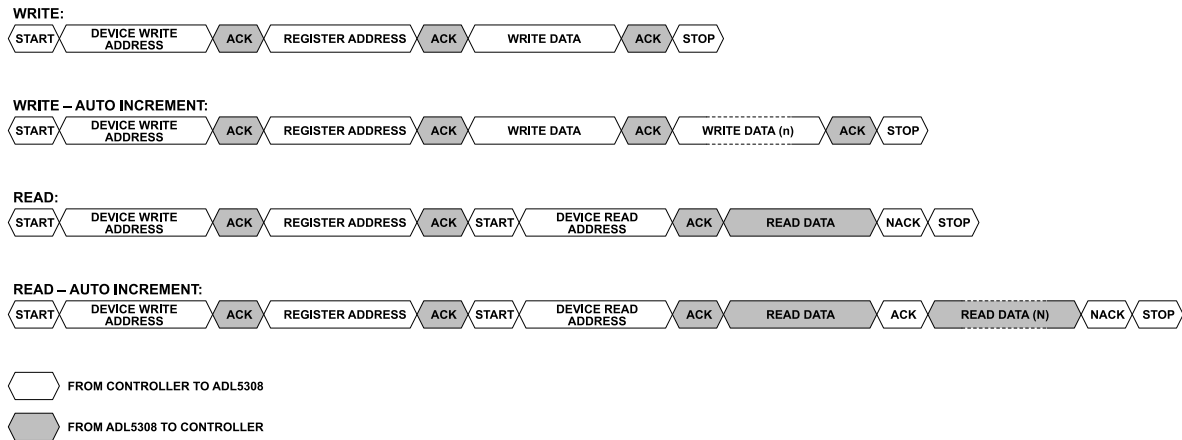 WRITE:
START DEVICE WRITE ADDRESS ACK REGISTER ADDRESS ACK WRITE DATA ACK STOP
WRITE – AUTO INCREMENT:
START DEVICE WRITE ADDRESS ACK REGISTER ADDRESS ACK WRITE DATA ACK WRITE DATA (n) ACK STOP
READ:
START DEVICE WRITE ADDRESS ACK REGISTER ADDRESS ACK START DEVICE READ ADDRESS ACK READ DATA NACK STOP
READ – AUTO INCREMENT:
START DEVICE WRITE ADDRESS ACK REGISTER ADDRESS ACK START DEVICE READ ADDRESS ACK READ DATA ACK READ DATA (N) NACK STOP
FROM CONTROLLER TO ADL5308
FROM ADL5308 TO CONTROLLER